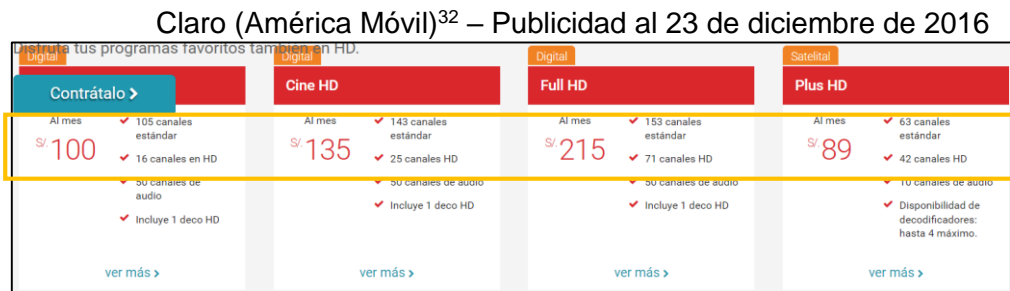 Claro (América Móvil)32 – Publicidad al 23 de diciembre de 2016
Disfruta tus programas favoritos también en HD.
Digital
Contrátalo >
Al mes
S/. 100
105 canales
estándar
16 canales en HD
50 canales de
audio
Incluye 1 deco HD
ver más >
Digital
Cine HD
Al mes
S/. 135
143 canales
estándar
25 canales HD
50 canales de audio
Incluye 1 deco HD
ver más >
Digital
Full HD
Al mes
S/. 215
153 canales
estándar
71 canales HD
50 canales de audio
Incluye 1 deco HD
ver más >
Satelital
Plus HD
Al mes
S/. 89
63 canales
estándar
42 canales HD
10 canales de audio
Disponibilidad de
decodificadores:
hasta 4 máximo.
ver más >